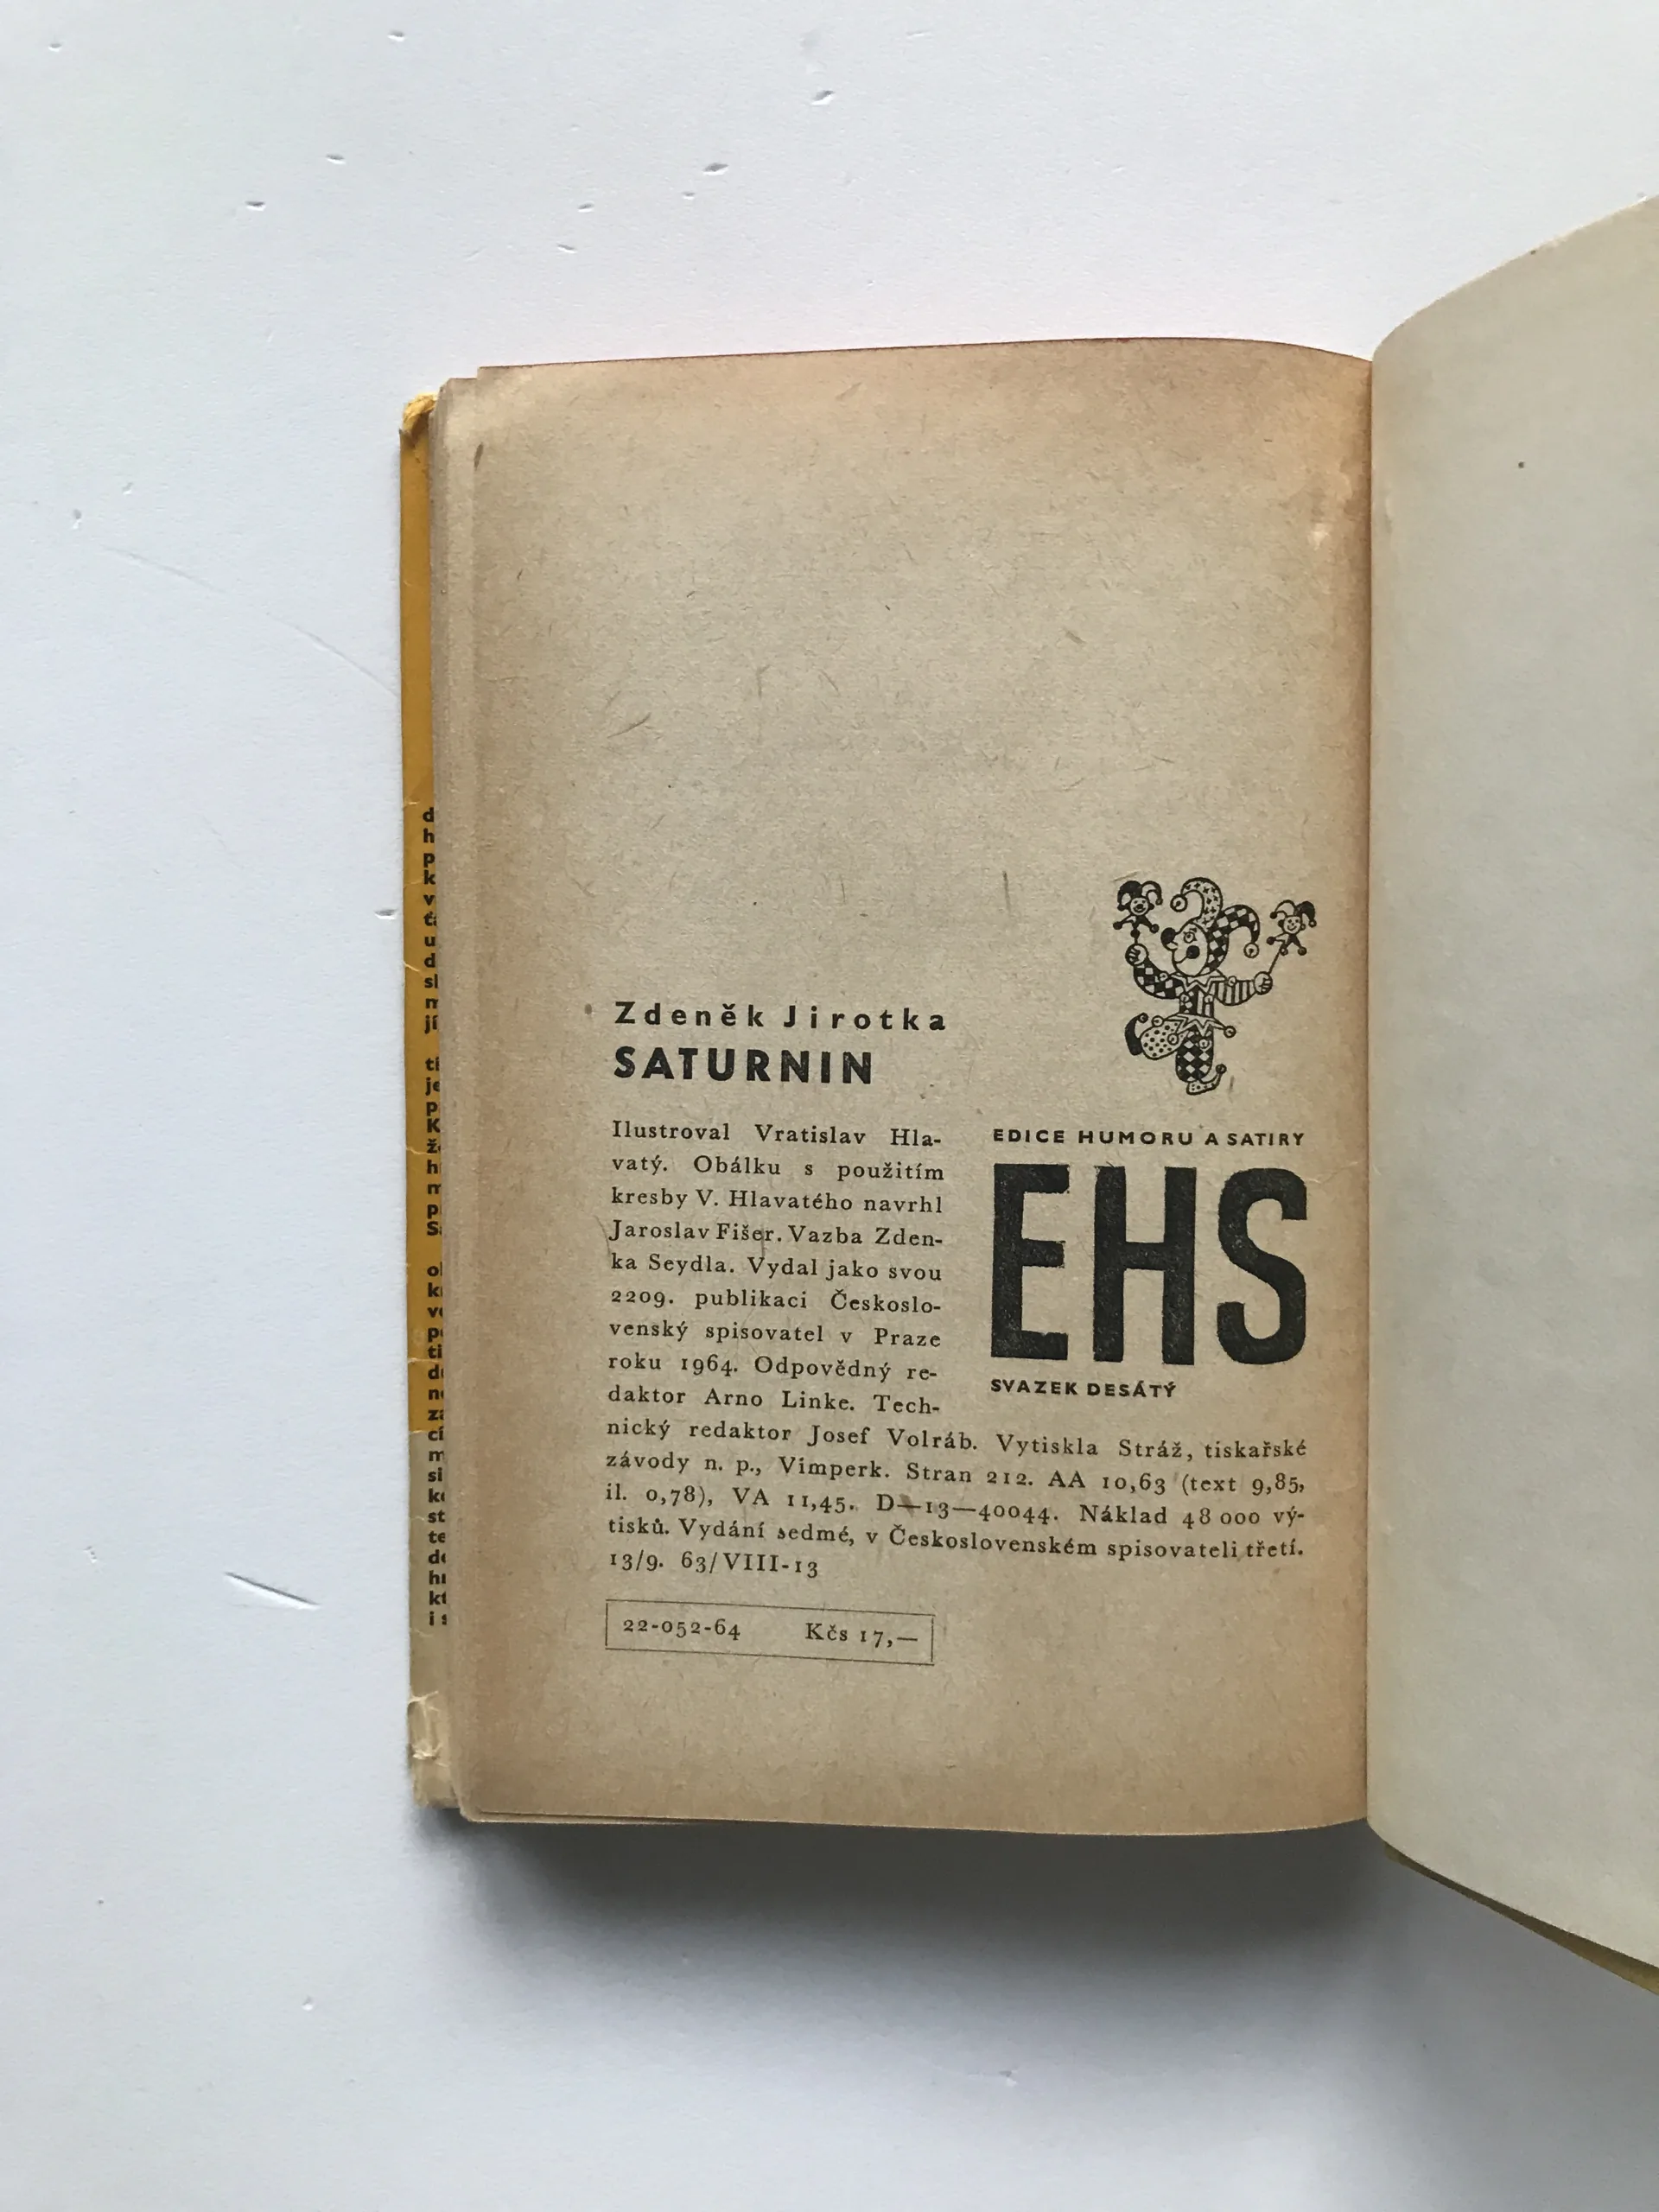 Zdeněk Jirotka
SATURNIN
Ilustroval Vratislav Hla-
vatý. Obálku s použitím
kresby V. Hlavatého navrhl
Jaroslav Fišer. Vazba Zden-
ka Seydla. Vydal jako svou
2209. publikaci Českoslo-
venský spisovatel v Praze
roku 1964. Odpovědný re-
daktor Arno Linke. Tech-
nický redaktor Josef Volráb. Vytiskla Stráž, tiskařské
závody n. p., Vimperk. Stran 212. AA 10,63 (text 9,85,
il. 0,78), VA 11,45. D—13—40044. Náklad 48 000 vý-
tisků. Vydání sedmé, v Československém spisovateli třetí.
13/9. 63/VIII-13
22-052-64 Kčs 17,—
EDICE HUMORU A SATIRY
EHS
SVAZEK DESÁTÝ